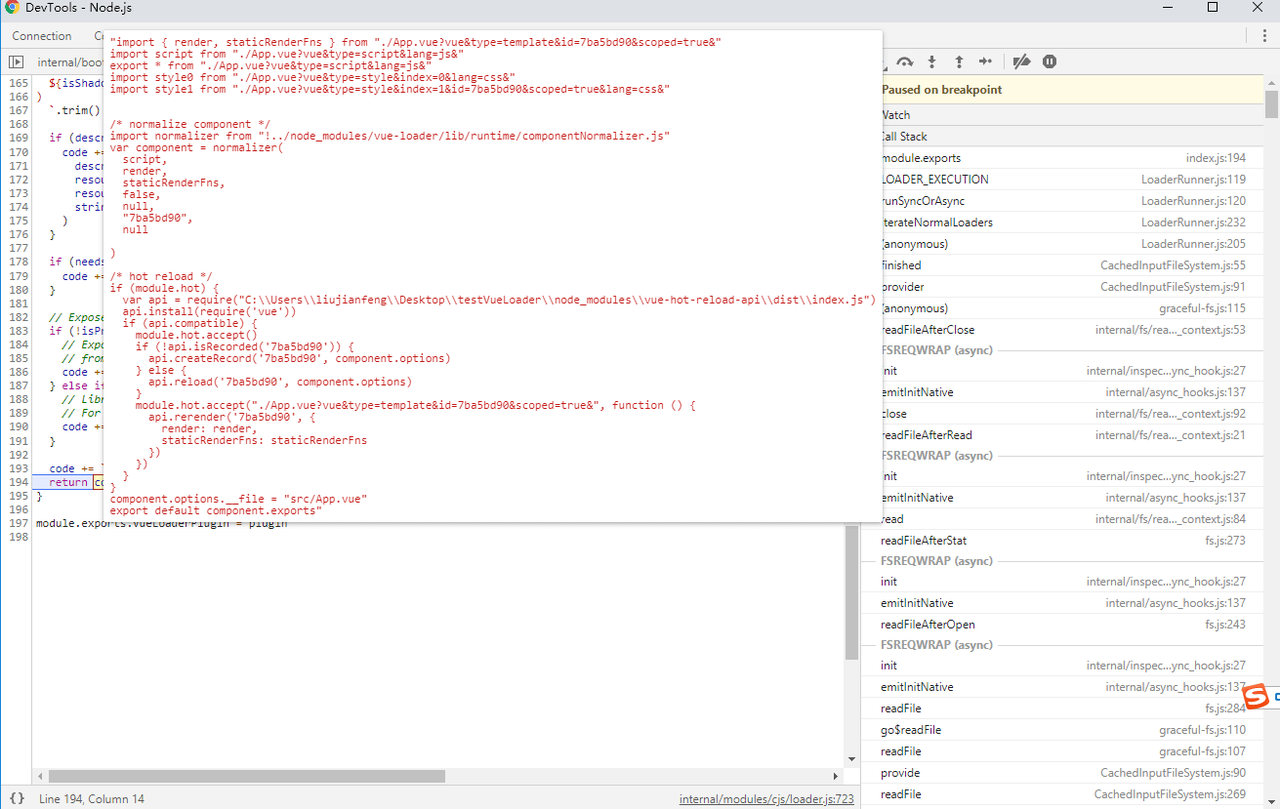 DevTools - Node.js
Connection
internal/boo
"import { render, staticRenderFns } from "./App.vue?vue&type=template&id=7ba5bd90&scoped=true&"
import script from "./App.vue?vue&type=script&lang=js&"
export * from "./App.vue?vue&type=script&lang=js&"
import style0 from "./App.vue?vue&type=style&index=0&lang=css&"
import style1 from "./App.vue?vue&type=style&index=1&id=7ba5bd90&scoped=true&lang=css&"
/* normalize component */
import normalizer from "!../node_modules/vue-loader/lib/runtime/componentNormalizer.js"
var component = normalizer(
script,
render,
staticRenderFns,
false,
null,
"7ba5bd90",
null
)
/* hot reload */
if (module.hot) {
var api = require("C:\\Users\\liujianfeng\\Desktop\\testVueLoader\\node_modules\\vue-hot-reload-api\\dist\\index.js")
api.install(require('vue'))
if (api.compatible) {
module.hot.accept()
if (!api.isRecorded('7ba5bd90')) {
api.createRecord('7ba5bd90', component.options)
} else {
api.reload('7ba5bd90', component.options)
}
module.hot.accept("./App.vue?vue&type=template&id=7ba5bd90&scoped=true&", function () {
api.rerender('7ba5bd90', {
render: render,
staticRenderFns: staticRenderFns
})
})
}
}
component.options.__file = "src/App.vue"
export default component.exports"
165 ${isShado
166 )
167 `.trim()
168
169 if (descr
170 code +=
171 descr
172 resou
173 resou
174 strin
175 )
176 }
177
178 if (needs
179 code +=
180 }
181
182 // Expose
183 if (!isPr
184 // Expo
185 // from
186 code +=
187 } else if
188 // Libr
189 // For
190 code +=
191 }
192
193 code += `
194 return co
195 }
196
197 module.exports.VueLoaderPlugin = plugin
198
Paused on breakpoint
Watch
Call Stack
module.exports index.js:194
LOADER_EXECUTION LoaderRunner.js:119
runSyncOrAsync LoaderRunner.js:120
iterateNormalLoaders LoaderRunner.js:232
(anonymous) LoaderRunner.js:205
finished CachedInputFileSystem.js:55
provider CachedInputFileSystem.js:91
(anonymous) graceful-fs.js:115
readFileAfterClose internal/fs/rea..._context.js:53
FSREQWRAP (async)
init internal/inspec...ync_hook.js:27
emitInitNative internal/async_hooks.js:137
close internal/fs/rea..._context.js:92
readFileAfterRead internal/fs/rea..._context.js:21
FSREQWRAP (async)
init internal/inspec...ync_hook.js:27
emitInitNative internal/async_hooks.js:137
read internal/fs/rea..._context.js:84
readFileAfterStat fs.js:273
FSREQWRAP (async)
init internal/inspec...ync_hook.js:27
emitInitNative internal/async_hooks.js:137
readFileAfterOpen fs.js:243
FSREQWRAP (async)
init internal/inspec...ync_hook.js:27
emitInitNative internal/async_hooks.js:137
readFile fs.js:284
go$readFile graceful-fs.js:110
readFile graceful-fs.js:107
provide CachedInputFileSystem.js:90
readFile CachedInputFileSystem.js:269
{} Line 194, Column 14
internal/modules/cjs/loader.js:723